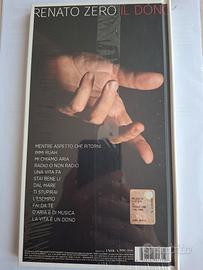 RENATO ZERO IL DONO
MENTRE ASPETTO CHE RITORNI
IMMI RUAH
MI CHIAMO ARIA
RADIO O NON RADIO
UNA VITA FA
STAI BENE LÌ
DAL MARE
TI STUPIRAI
L'ESEMPIO
FAI DA TE
D'ARIA E DI MUSICA
LA VITA È UN DONO